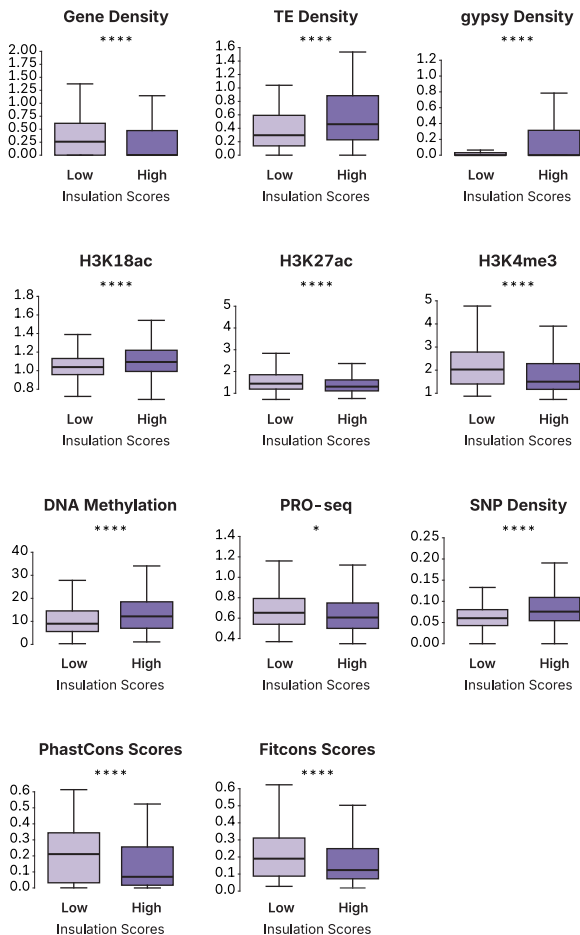 Gene Density
****
2.00
1.75
1.50
1.25
1.00
0.75
0.50
0.25
0.00
Low High
Insulation Scores
TE Density
****
1.6
1.4
1.2
1.0
0.8
0.6
0.4
0.2
0.0
Low High
Insulation Scores
gypsy Density
****
1.2
1.0
0.8
0.6
0.4
0.2
0.0
Low High
Insulation Scores
H3K18ac
****
1.8
1.6
1.4
1.2
1.0
0.8
Low High
Insulation Scores
H3K27ac
****
5
4
3
2
1
Low High
Insulation Scores
H3K4me3
****
5
4
3
2
1
Low High
Insulation Scores
DNA Methylation
****
40
30
20
10
0
Low High
Insulation Scores
PRO-seq
*
1.4
1.2
1.0
0.8
0.6
0.4
Low High
Insulation Scores
SNP Density
****
0.25
0.20
0.15
0.10
0.05
0.00
Low High
Insulation Scores
PhastCons Scores
****
0.6
0.5
0.4
0.3
0.2
0.1
0.0
Low High
Insulation Scores
Fitcons Scores
****
0.6
0.5
0.4
0.3
0.2
0.1
0.0
Low High
Insulation Scores